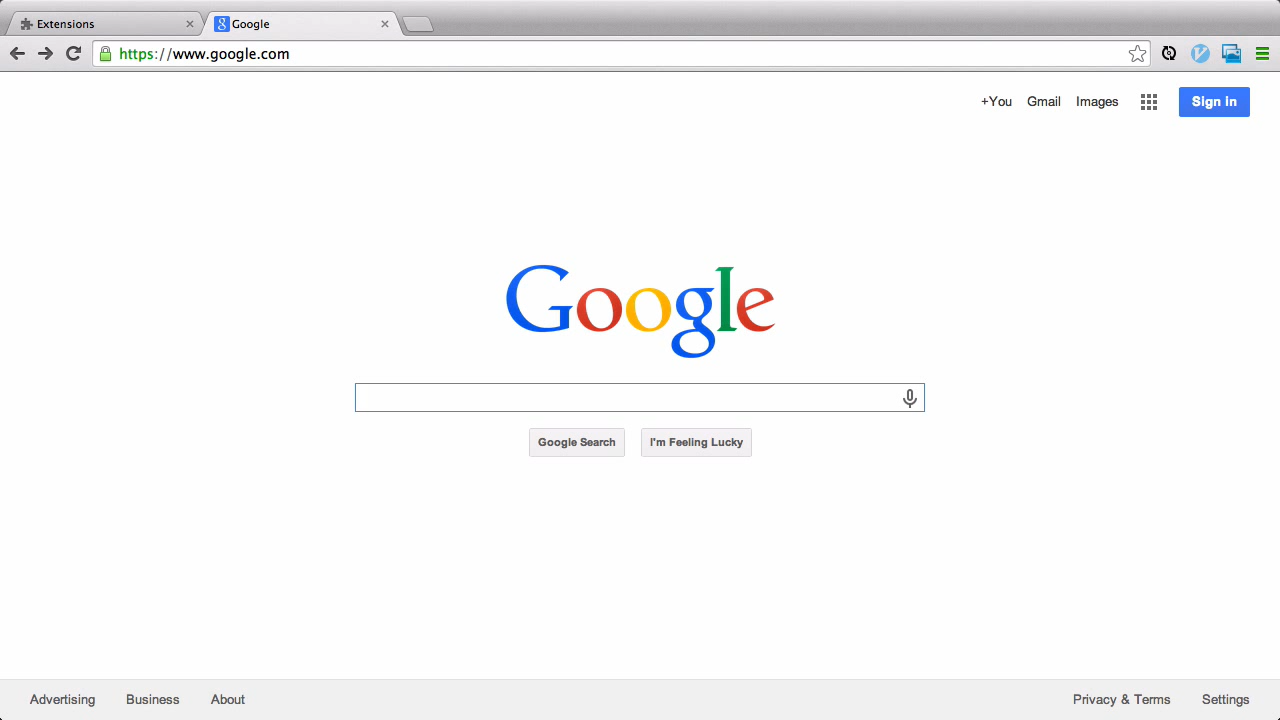 Extensions
Google
https://www.google.com
+You Gmail Images Sign in
Google
Google Search I'm Feeling Lucky
Advertising Business About Privacy & Terms Settings